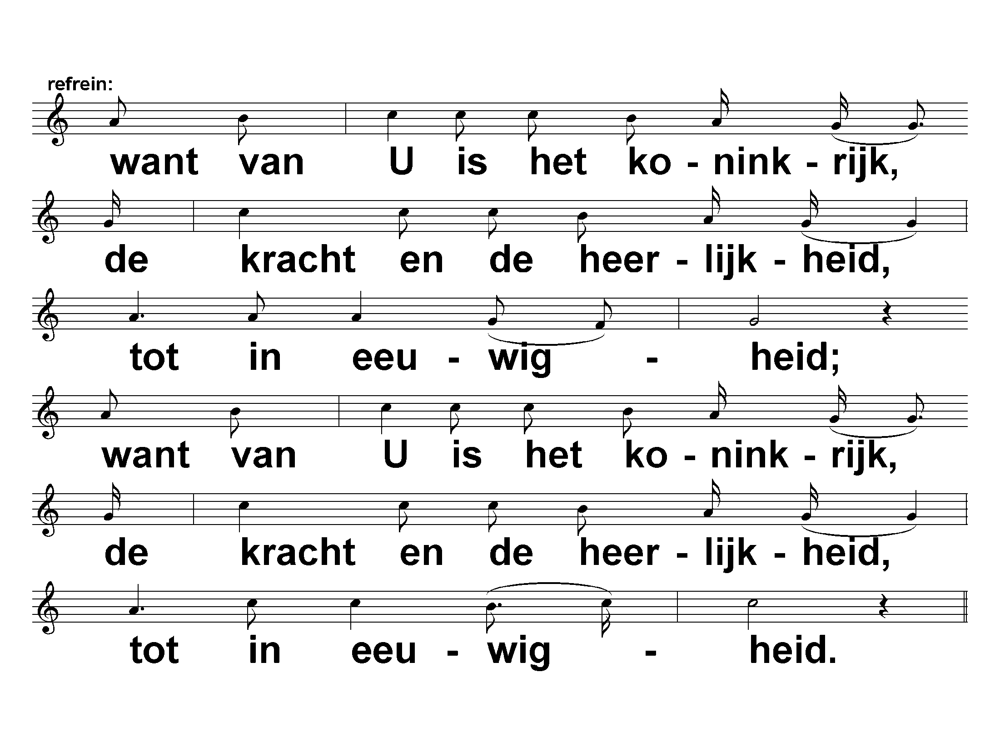 refrein:
want van U is het ko - nink - rijk,
de kracht en de heer - lijk - heid,
tot in eeu - wig - heid;
want van U is het ko - nink - rijk,
de kracht en de heer - lijk - heid,
tot in eeu - wig - heid.